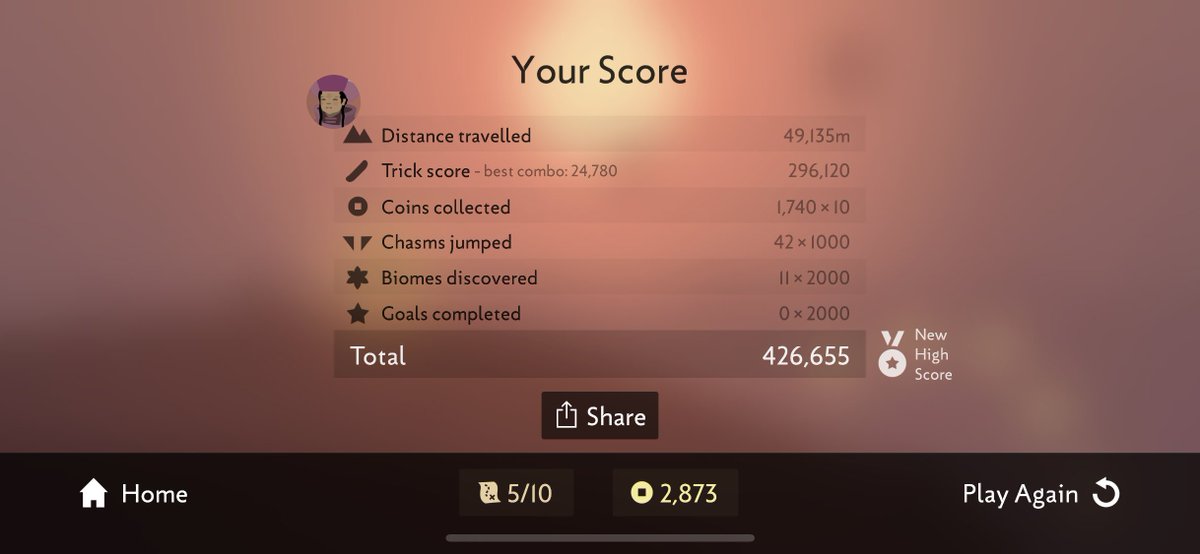 Your Score
Distance travelled 49,135m
Trick score - best combo: 24,780 296,120
Coins collected 1,740 × 10
Chasms jumped 42 × 1000
Biomes discovered 11 × 2000
Goals completed 0 × 2000
Total 426,655
New
High
Score
Share
Home 5/10 2,873 Play Again